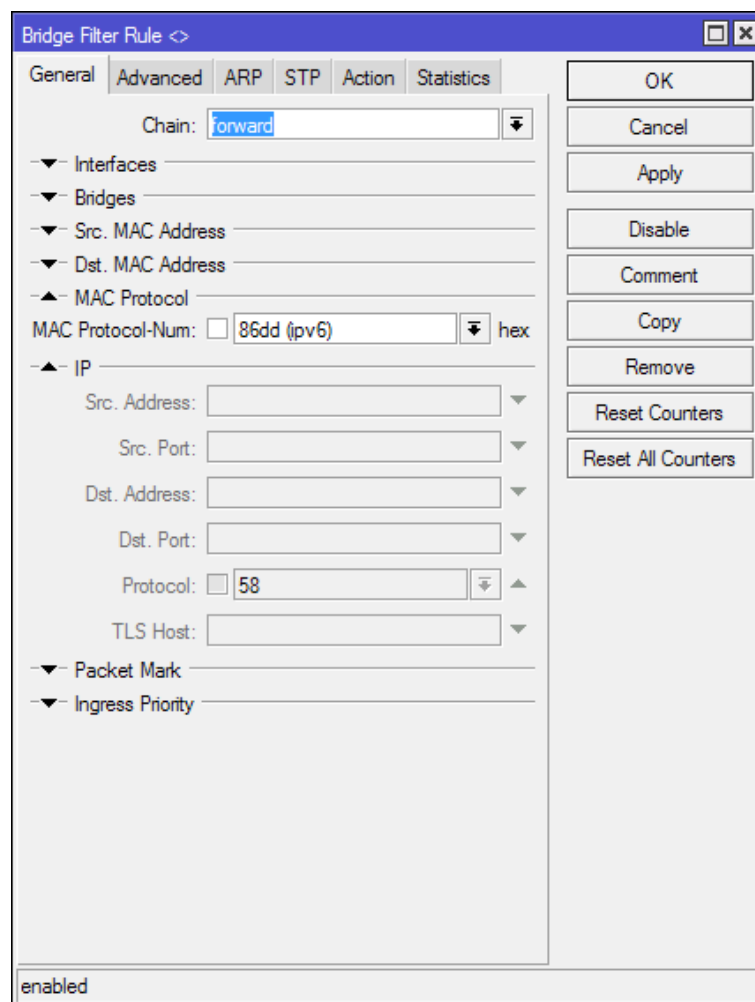 Bridge Filter Rule <>
General Advanced ARP STP Action Statistics
Chain: forward
Interfaces
Bridges
Src. MAC Address
Dst. MAC Address
MAC Protocol
MAC Protocol-Num: 86dd (ipv6) hex
IP
Src. Address:
Src. Port:
Dst. Address:
Dst. Port:
Protocol: 58
TLS Host:
Packet Mark
Ingress Priority
OK
Cancel
Apply
Disable
Comment
Copy
Remove
Reset Counters
Reset All Counters
enabled